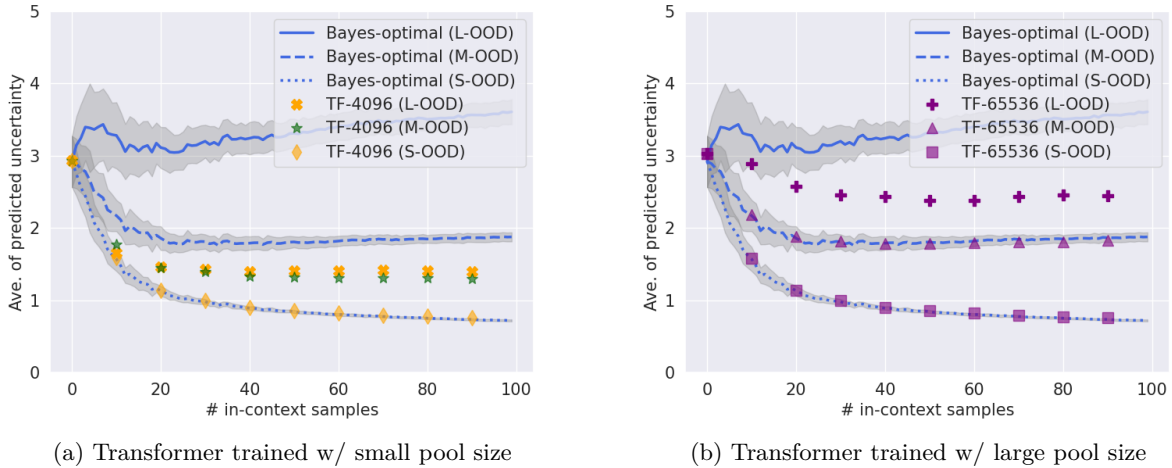 5
4
3
2
1
0
Ave. of predicted uncertainty
Bayes-optimal (L-OOD)
Bayes-optimal (M-OOD)
Bayes-optimal (S-OOD)
TF-4096 (L-OOD)
TF-4096 (M-OOD)
TF-4096 (S-OOD)
0 20 40 60 80 100
# in-context samples
(a) Transformer trained w/ small pool size
5
4
3
2
1
0
Ave. of predicted uncertainty
Bayes-optimal (L-OOD)
Bayes-optimal (M-OOD)
Bayes-optimal (S-OOD)
TF-65536 (L-OOD)
TF-65536 (M-OOD)
TF-65536 (S-OOD)
0 20 40 60 80 100
# in-context samples
(b) Transformer trained w/ large pool size